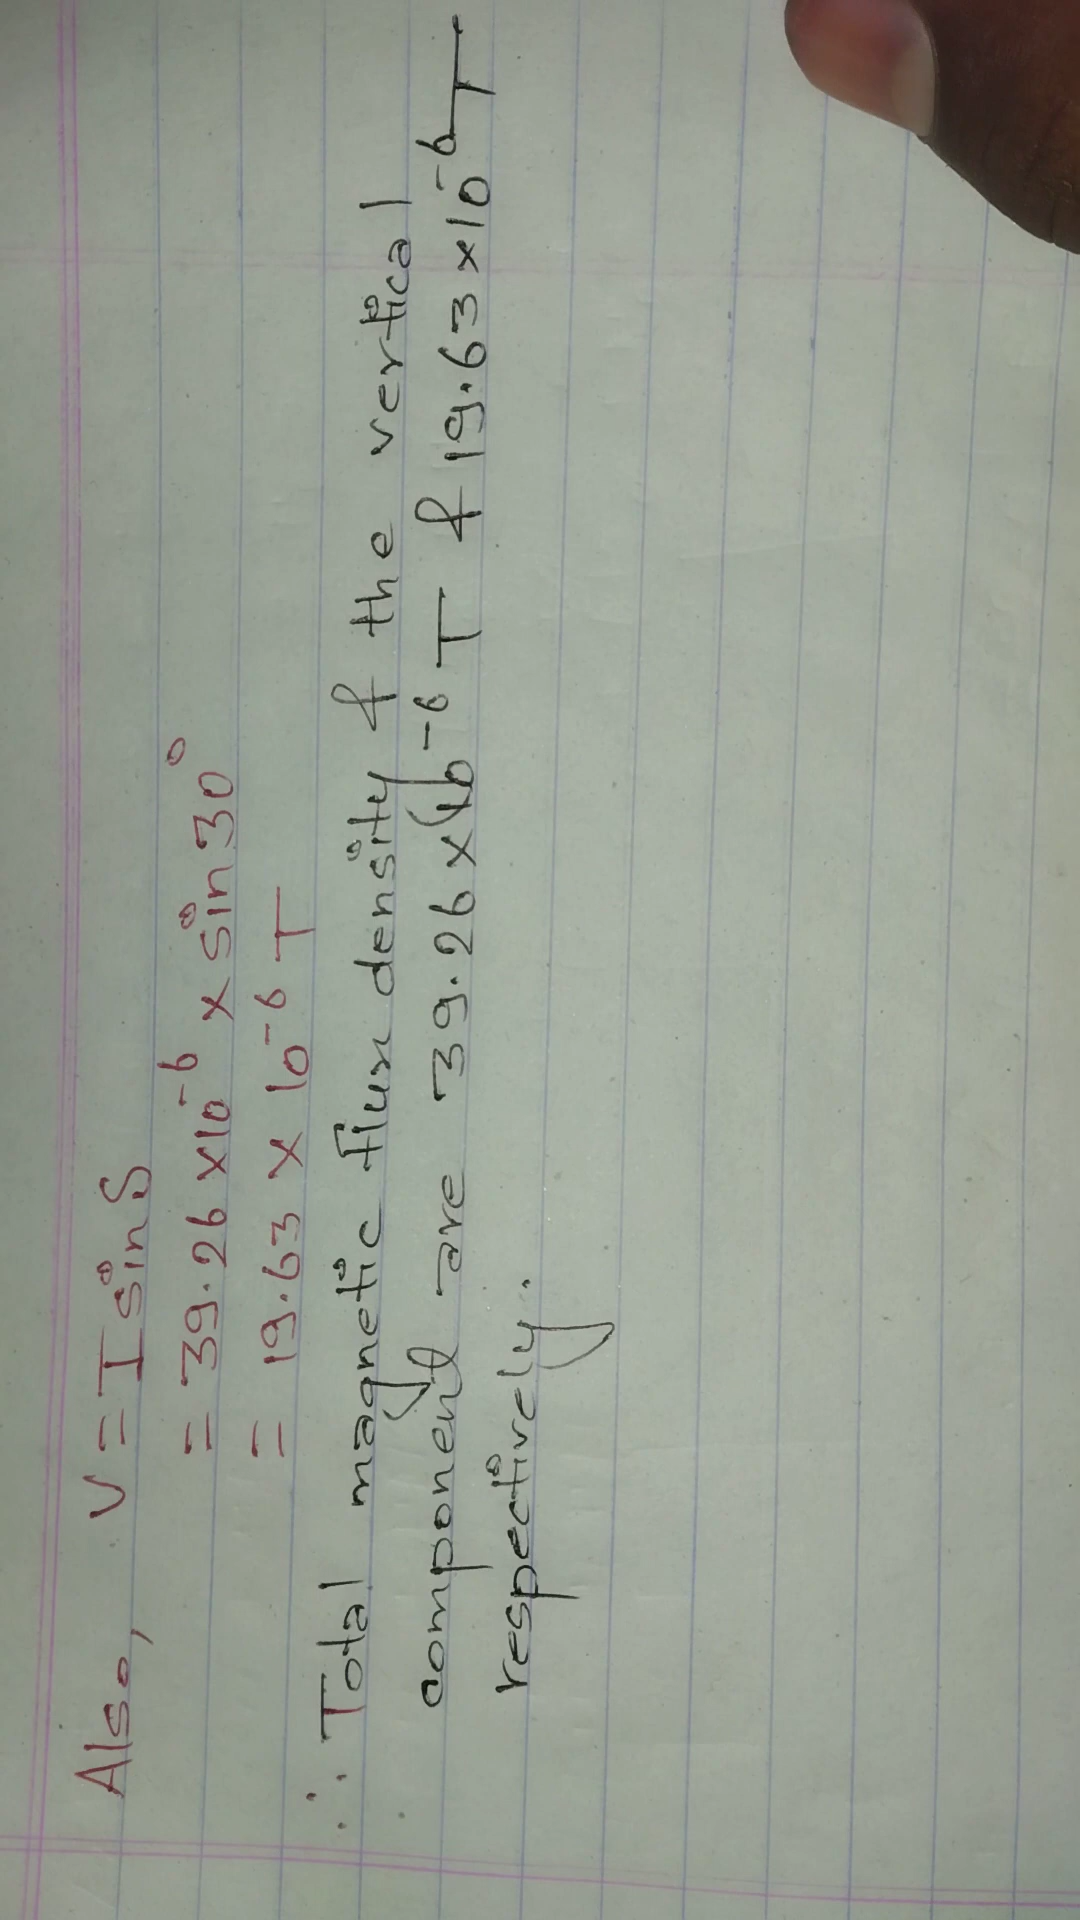 Also, V = I sin δ
= 39.26 × 10⁻⁶ × sin 30°
= 19.63 × 10⁻⁶ T
∴ Total magnetic flux density & the vertical
component are 39.26 × 10⁻⁶ T & 19.63 × 10⁻⁶ T
respectively.